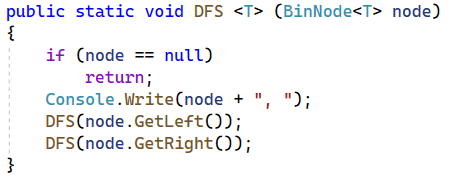 public static void DFS <T> (BinNode<T> node)
{
    if (node == null)
        return;
    Console.Write(node + ", ");
    DFS(node.GetLeft());
    DFS(node.GetRight());
}